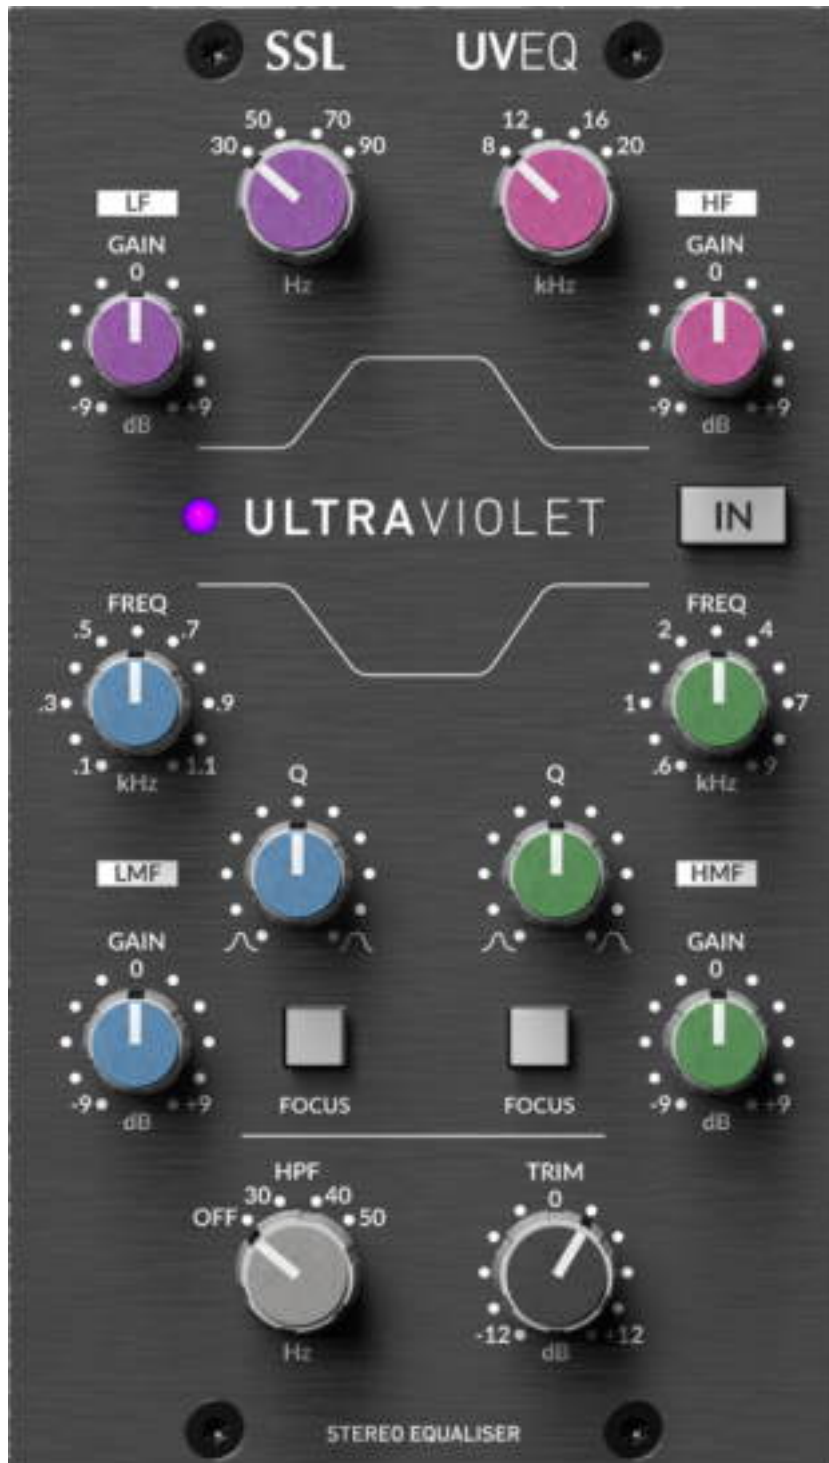 SSL UVEQ
50 70
30 90
12 16
8 20
LF
HF
GAIN
0
-9 +9
dB
Hz
kHz
GAIN
0
-9 +9
dB
ULTRAVIOLET
IN
FREQ
.5 .7
.3 .9
.1 1.1
kHz
FREQ
2 4
1 7
.6 9
kHz
Q
Q
LMF
HMF
GAIN
0
-9 +9
dB
FOCUS
FOCUS
GAIN
0
-9 +9
dB
HPF
30 40
OFF 50
Hz
TRIM
0
-12 +12
dB
STEREO EQUALISER